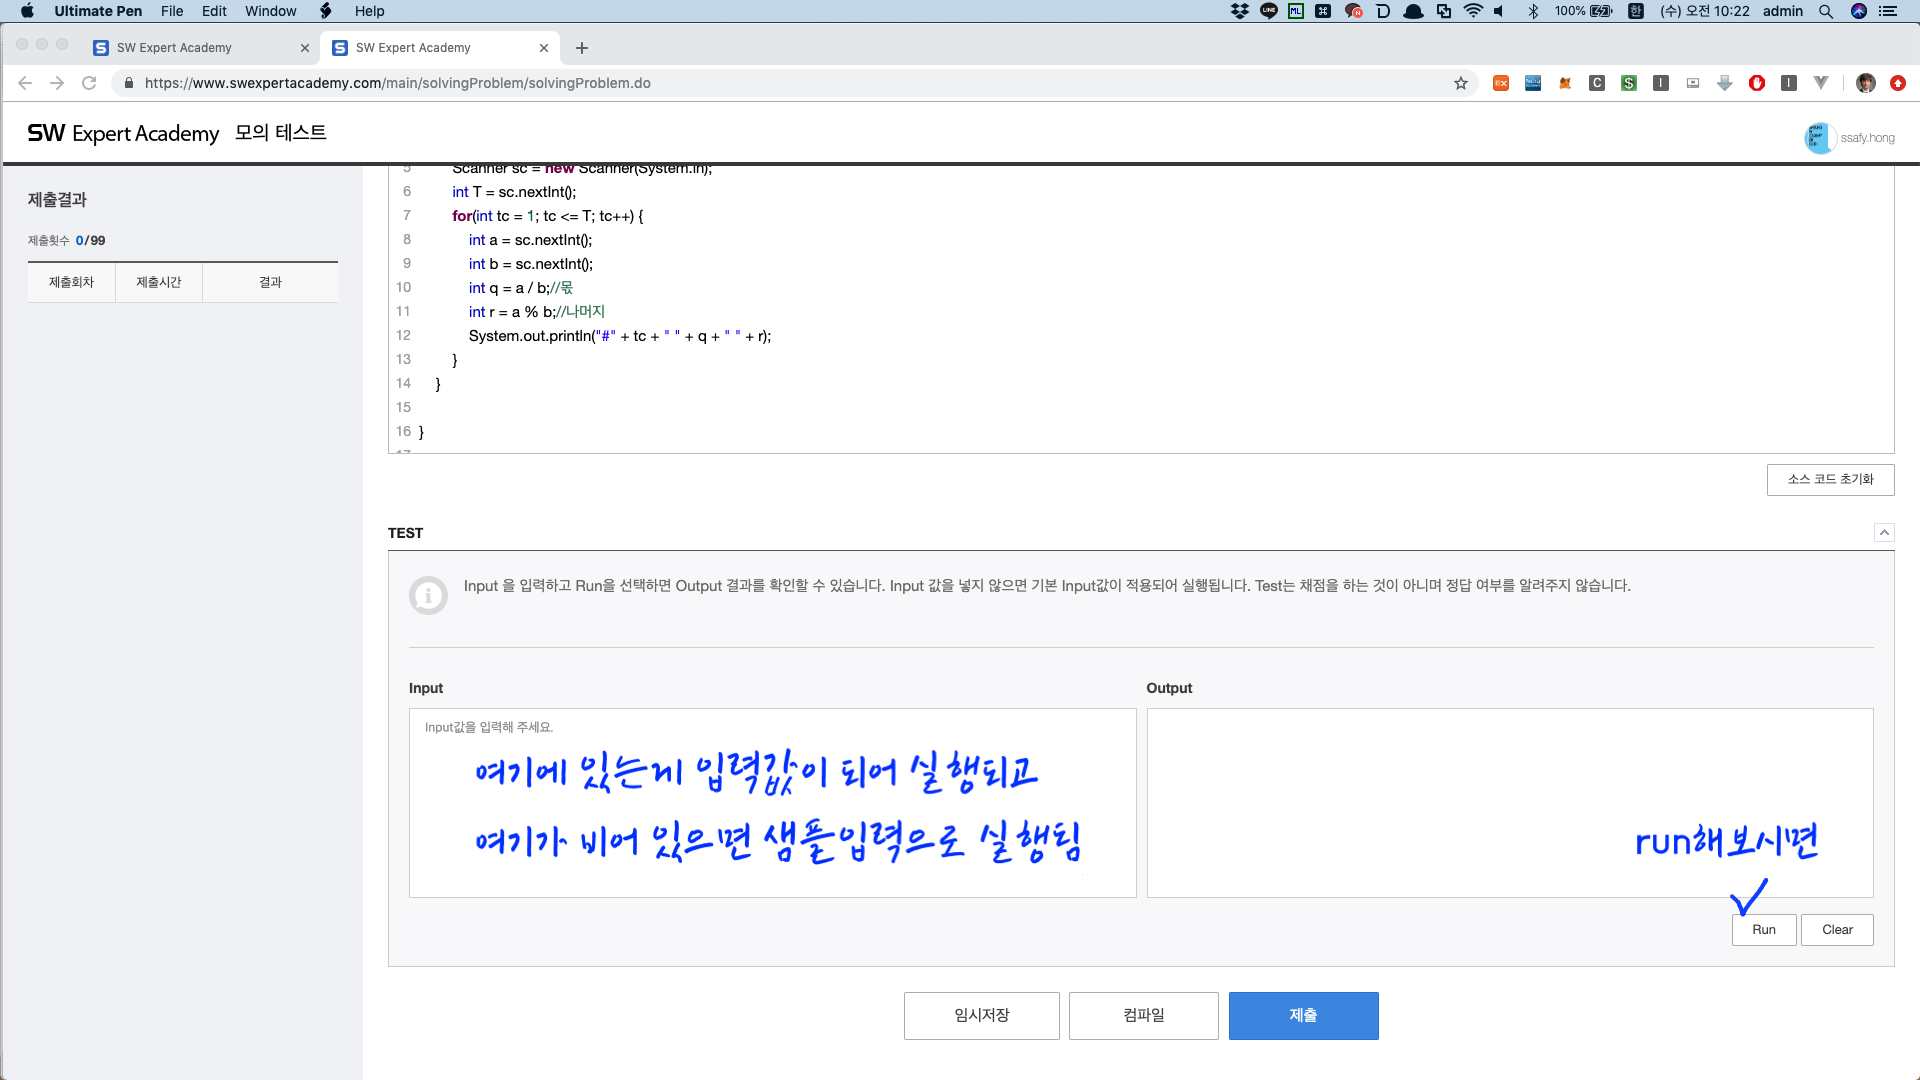 Ultimate Pen File Edit Window Help 100% 한 (수) 오전 10:22 admin
SW Expert Academy SW Expert Academy
https://www.swexpertacademy.com/main/solvingProblem/solvingProblem.do
SW Expert Academy 모의 테스트
ssafy.hong
제출결과
제출횟수 0/99
제출회차 제출시간 결과
5 Scanner sc = new Scanner(System.in);
6 int T = sc.nextInt();
7 for(int tc = 1; tc <= T; tc++) {
8 int a = sc.nextInt();
9 int b = sc.nextInt();
10 int q = a / b;//몫
11 int r = a % b;//나머지
12 System.out.println("#" + tc + " " + q + " " + r);
13 }
14 }
15
16 }
17
소스 코드 초기화
TEST
Input 을 입력하고 Run을 선택하면 Output 결과를 확인할 수 있습니다. Input 값을 넣지 않으면 기본 Input값이 적용되어 실행됩니다. Test는 채점을 하는 것이 아니며 정답 여부를 알려주지 않습니다.
Input
Output
Input값을 입력해 주세요.
여기에 있는게 입력값이 되어 실행되고
여기가 비어 있으면 샘플입력으로 실행됨
run해보시면
Run Clear
임시저장 컴파일 제출